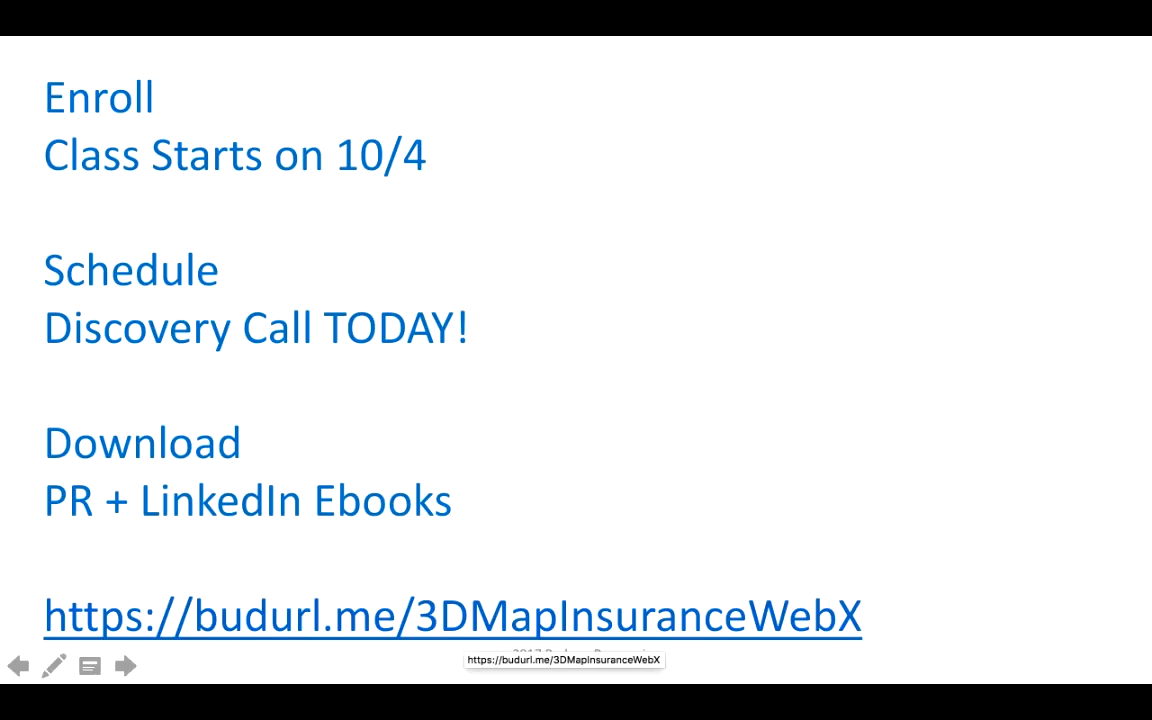 Enroll
Class Starts on 10/4
Schedule
Discovery Call TODAY!
Download
PR + LinkedIn Ebooks
https://budurl.me/3DMapInsuranceWebX
https://budurl.me/3DMapInsuranceWebX